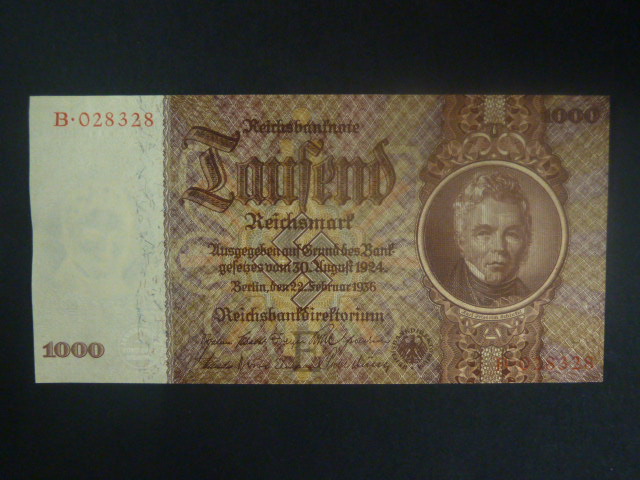 B·028328
1000
Reichsbanknote
Tausend
Reichsmark
Ausgegeben auf Grund des Bank-
gesetzes vom 30. August 1924
Berlin, den 22. Februar 1936
Reichsbankdirektorium
1000
B·028328